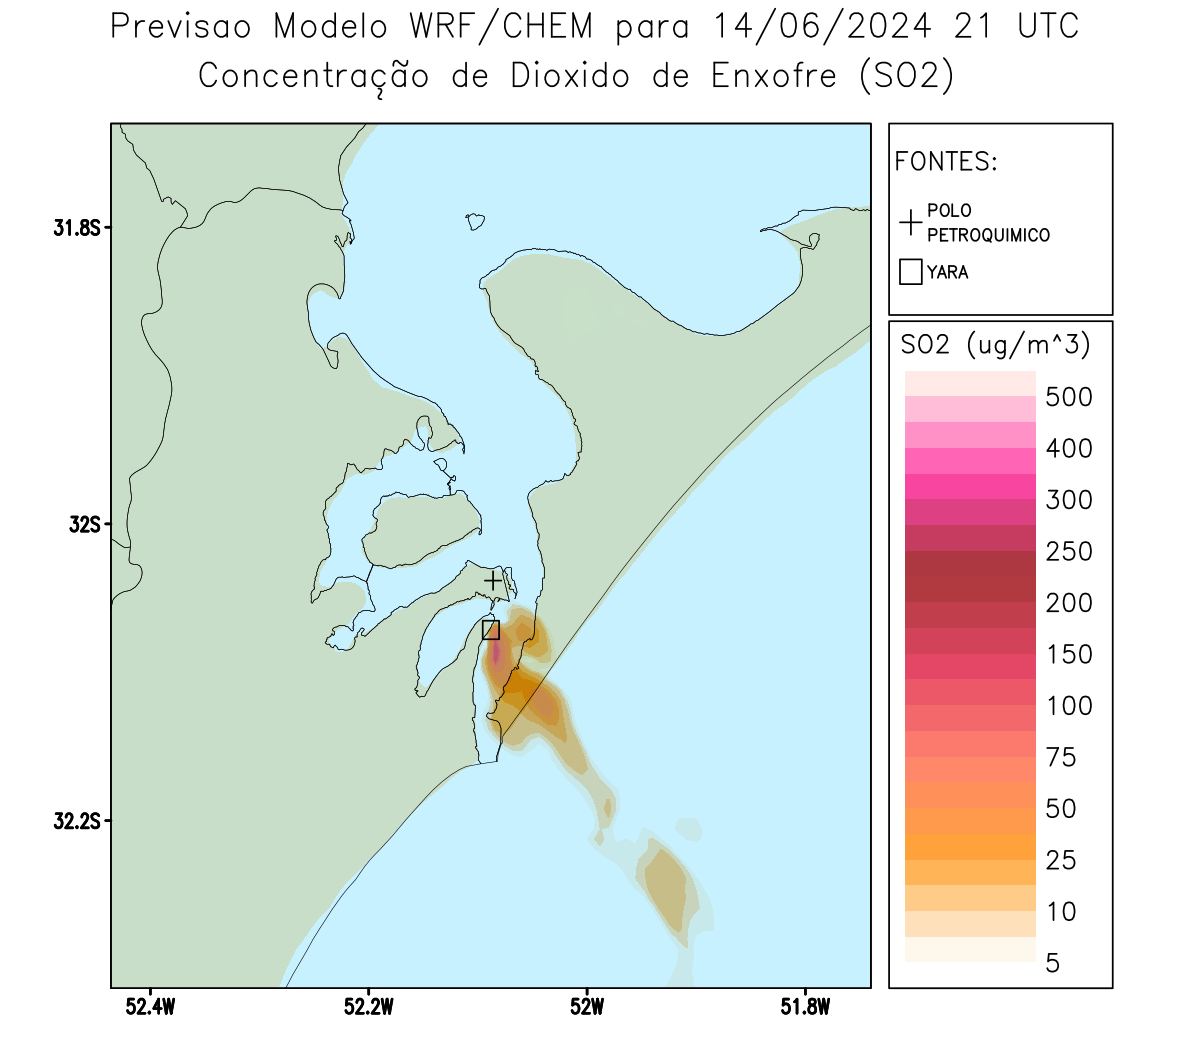 Previsao Modelo WRF/CHEM para 14/06/2024 21 UTC
Concentração de Dioxido de Enxofre (SO2)
FONTES:
POLO
PETROQUIMICO
YARA
SO2 (ug/m^3)
500
400
300
250
200
150
100
75
50
25
10
5
31.8S
32S
32.2S
52.4W
52.2W
52W
51.8W